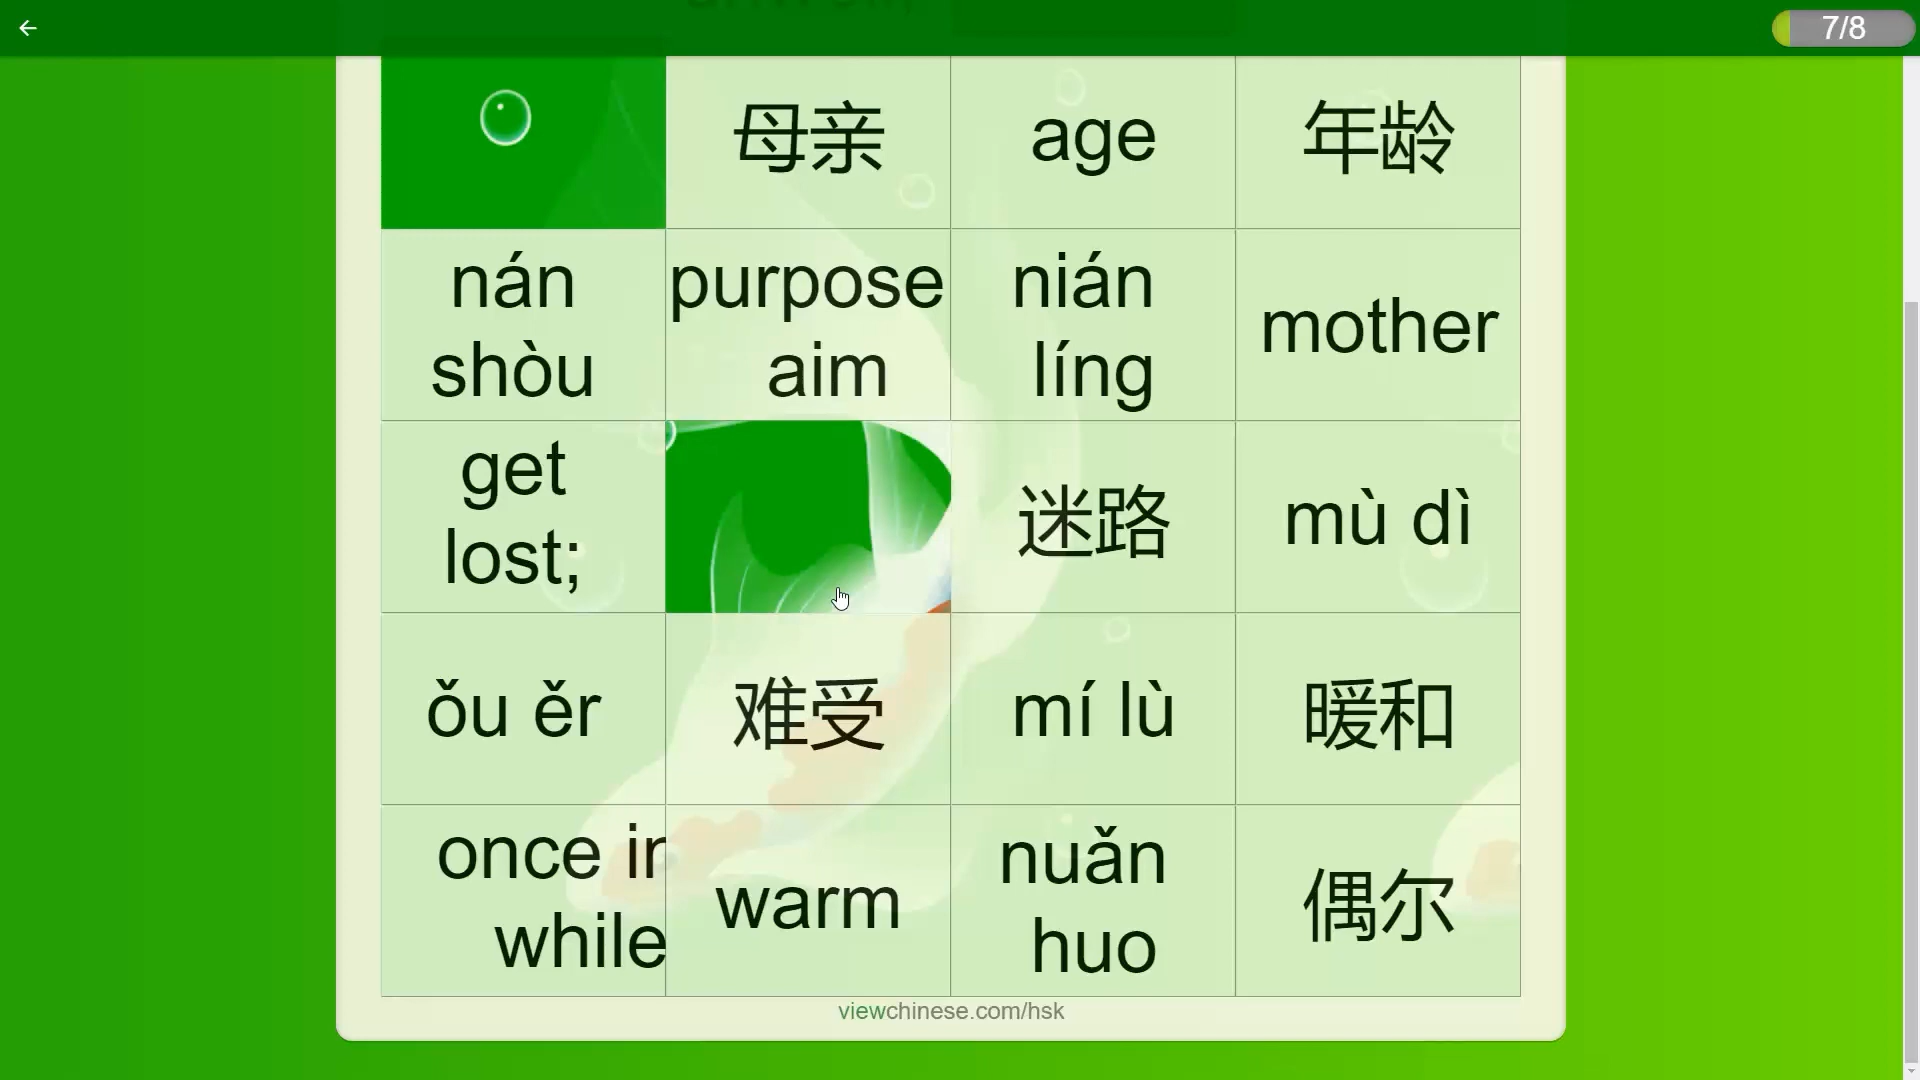 7/8
母亲
age
年龄
nán
shòu
purpose
aim
nián
líng
mother
get
lost;
迷路
mù dì
ǒu ěr
难受
mí lù
暖和
once in
while
warm
nuǎn
huo
偶尔
viewchinese.com/hsk